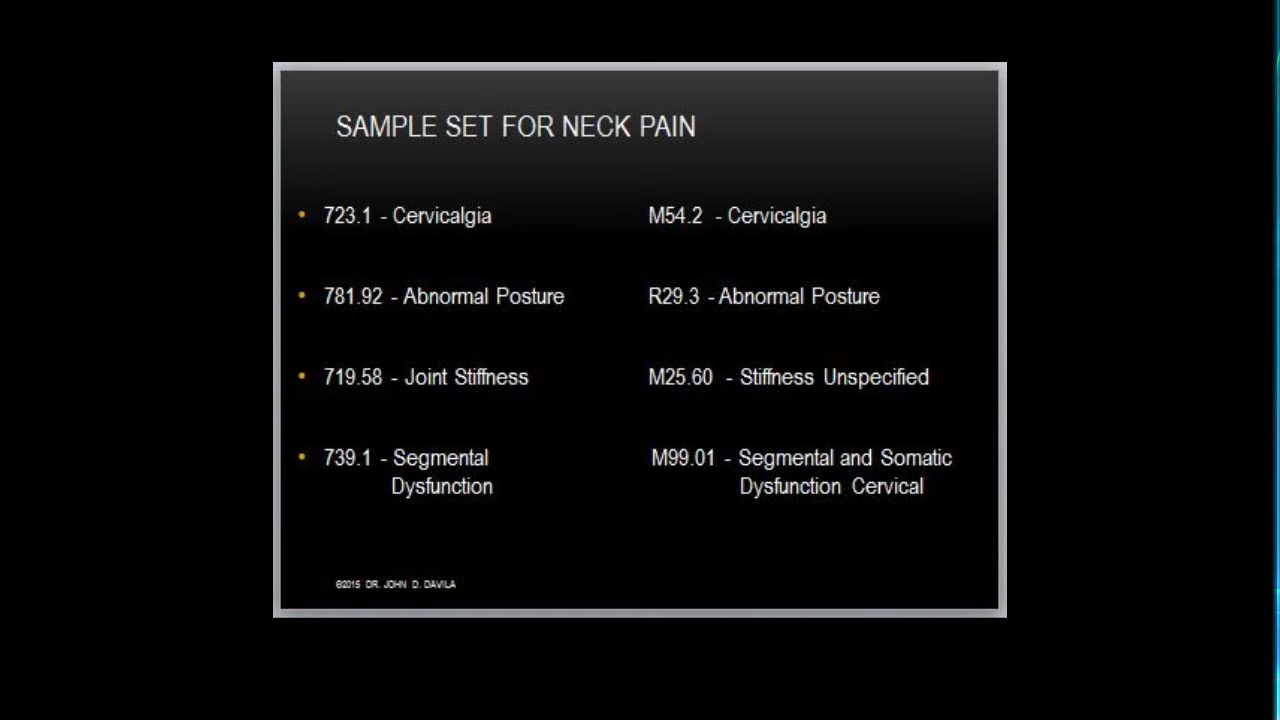 SAMPLE SET FOR NECK PAIN
• 723.1 - Cervicalgia M54.2 - Cervicalgia
• 781.92 - Abnormal Posture R29.3 - Abnormal Posture
• 719.58 - Joint Stiffness M25.60 - Stiffness Unspecified
• 739.1 - Segmental M99.01 - Segmental and Somatic
Dysfunction Dysfunction Cervical
©2015 DR. JOHN D. DAVILA